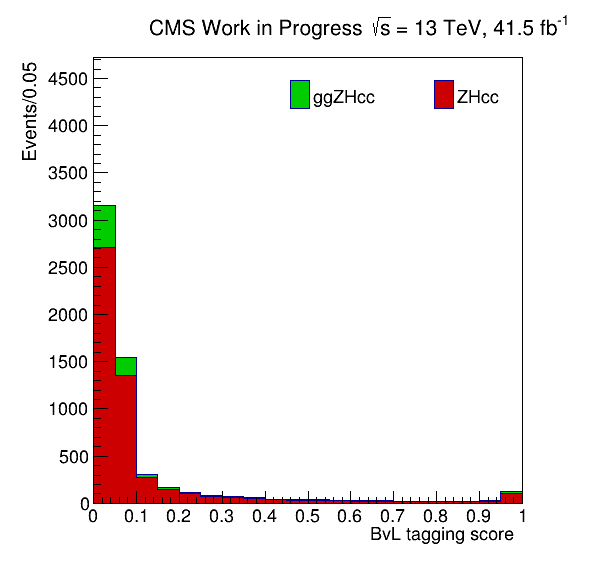 CMS Work in Progress √s = 13 TeV, 41.5 fb⁻¹
Events/0.05
ggZHcc ZHcc
4500
4000
3500
3000
2500
2000
1500
1000
500
0
0 0.1 0.2 0.3 0.4 0.5 0.6 0.7 0.8 0.9 1
BvL tagging score